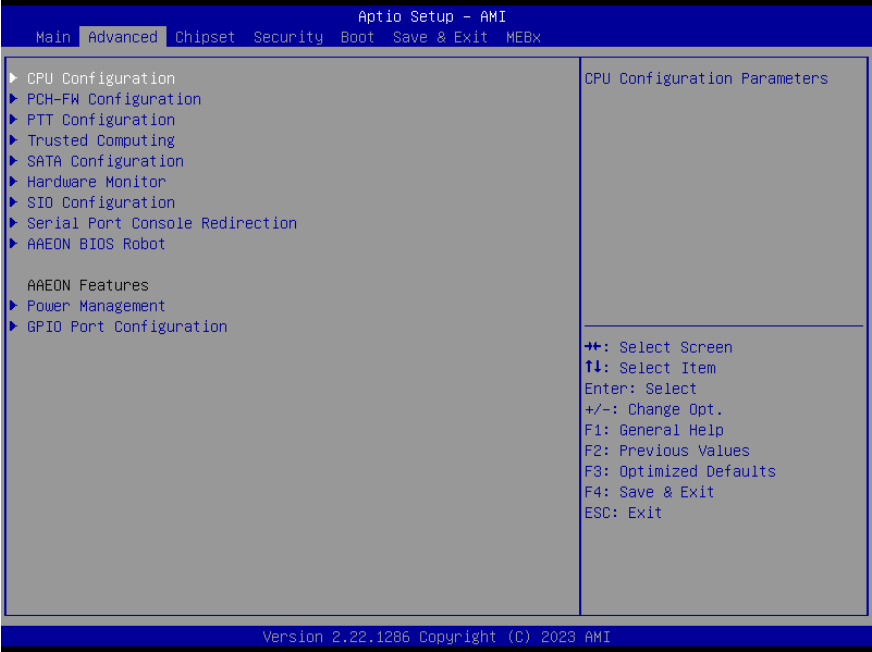 Aptio Setup – AMI
Main Advanced Chipset Security Boot Save & Exit MEBx
CPU Configuration
PCH-FW Configuration
PTT Configuration
Trusted Computing
SATA Configuration
Hardware Monitor
SIO Configuration
Serial Port Console Redirection
AAEON BIOS Robot
AAEON Features
Power Management
GPIO Port Configuration
CPU Configuration Parameters
→←: Select Screen
↑↓: Select Item
Enter: Select
+/-: Change Opt.
F1: General Help
F2: Previous Values
F3: Optimized Defaults
F4: Save & Exit
ESC: Exit
Version 2.22.1286 Copyright (C) 2023 AMI